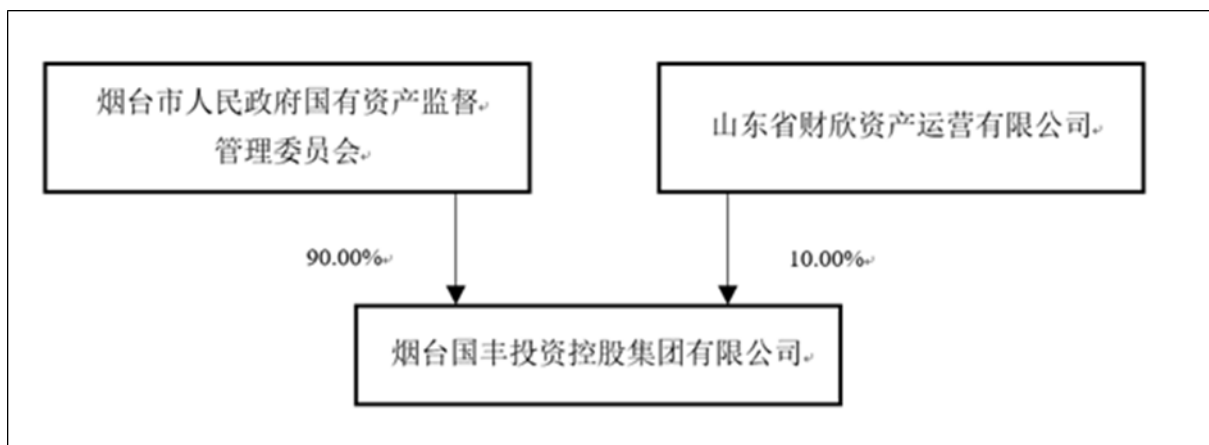 烟台市人民政府国有资产监督
管理委员会
山东省财欣资产运营有限公司
90.00%
10.00%
烟台国丰投资控股集团有限公司